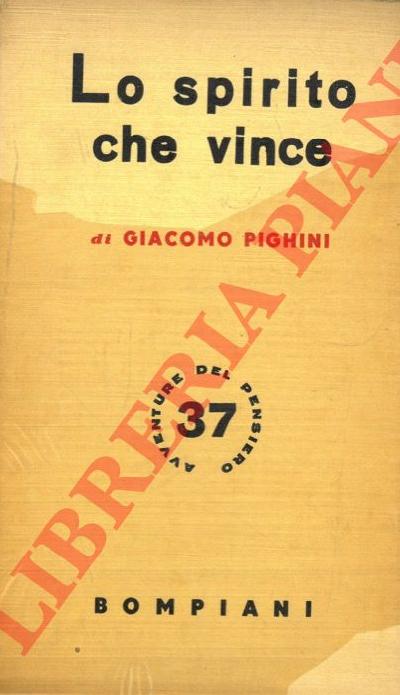 Lo spirito
che vince
di GIACOMO PIGHINI
AVVENTURE DEL PENSIERO
37
BOMPIANI
LIBRERIA PIANI